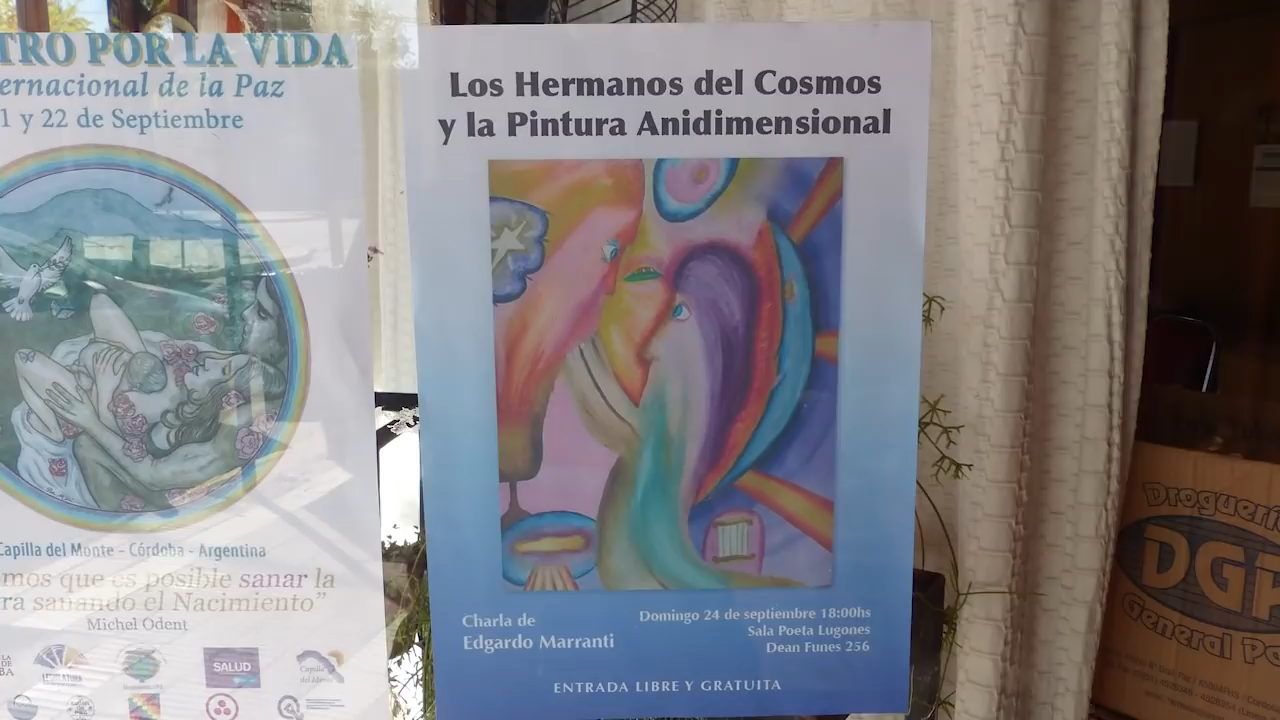 TRO POR LA VIDA
ernacional de la Paz
1 y 22 de Septiembre
Capilla del Monte - Córdoba - Argentina
mos que es posible sanar la
ra sanando el Nacimiento”
Michel Odent
SALUD
Los Hermanos del Cosmos
y la Pintura Anidimensional
Charla de
Edgardo Marranti
Domingo 24 de septiembre 18:00hs
Sala Poeta Lugones
Dean Funes 256
ENTRADA LIBRE Y GRATUITA
Droguerí
DGP
General Pa